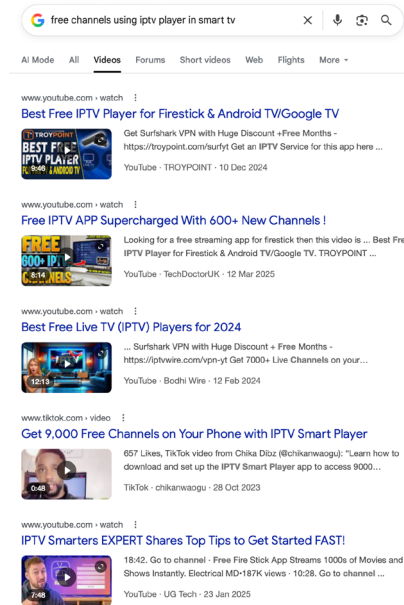 free channels using iptv player in smart tv
AI Mode All Videos Forums Short videos Web Flights More
www.youtube.com › watch
Best Free IPTV Player for Firestick & Android TV/Google TV
TROYPOINT
BEST FREE
IPTV PLAYER
FOR & ANDROID TV
9:46
Get Surfshark VPN with Huge Discount +Free Months -
https://troypoint.com/surfyt Get an IPTV Service for this app here ...
YouTube · TROYPOINT · 10 Dec 2024
www.youtube.com › watch
Free IPTV APP Supercharged With 600+ New Channels !
FREE
600+ IPTV
CHANNELS
8:14
Looking for a free streaming app for firestick then this video is ... Best Fre
IPTV Player for Firestick & Android TV/Google TV. TROYPOINT ...
YouTube · TechDoctorUK · 12 Mar 2025
www.youtube.com › watch
Best Free Live TV (IPTV) Players for 2024
12:13
... Surfshark VPN with Huge Discount + Free Months -
https://iptvwire.com/vpn-yt Get 7000+ Live Channels on your…
YouTube · Bodhi Wire · 12 Feb 2024
www.tiktok.com › video
Get 9,000 Free Channels on Your Phone with IPTV Smart Player
0:48
657 Likes, TikTok video from Chika Dibz (@chikanwaogu): “Learn how to
download and set up the IPTV Smart Player app to access 9000…
TikTok · chikanwaogu · 28 Oct 2023
www.youtube.com › watch
IPTV Smarters EXPERT Shares Top Tips to Get Started FAST!
7:48
18:42. Go to channel · Free Fire Stick App Streams 1000s of Movies and
Shows Instantly. Electrical MD•187K views · 10:28. Go to channel ...
YouTube · UG Tech · 23 Jan 2025